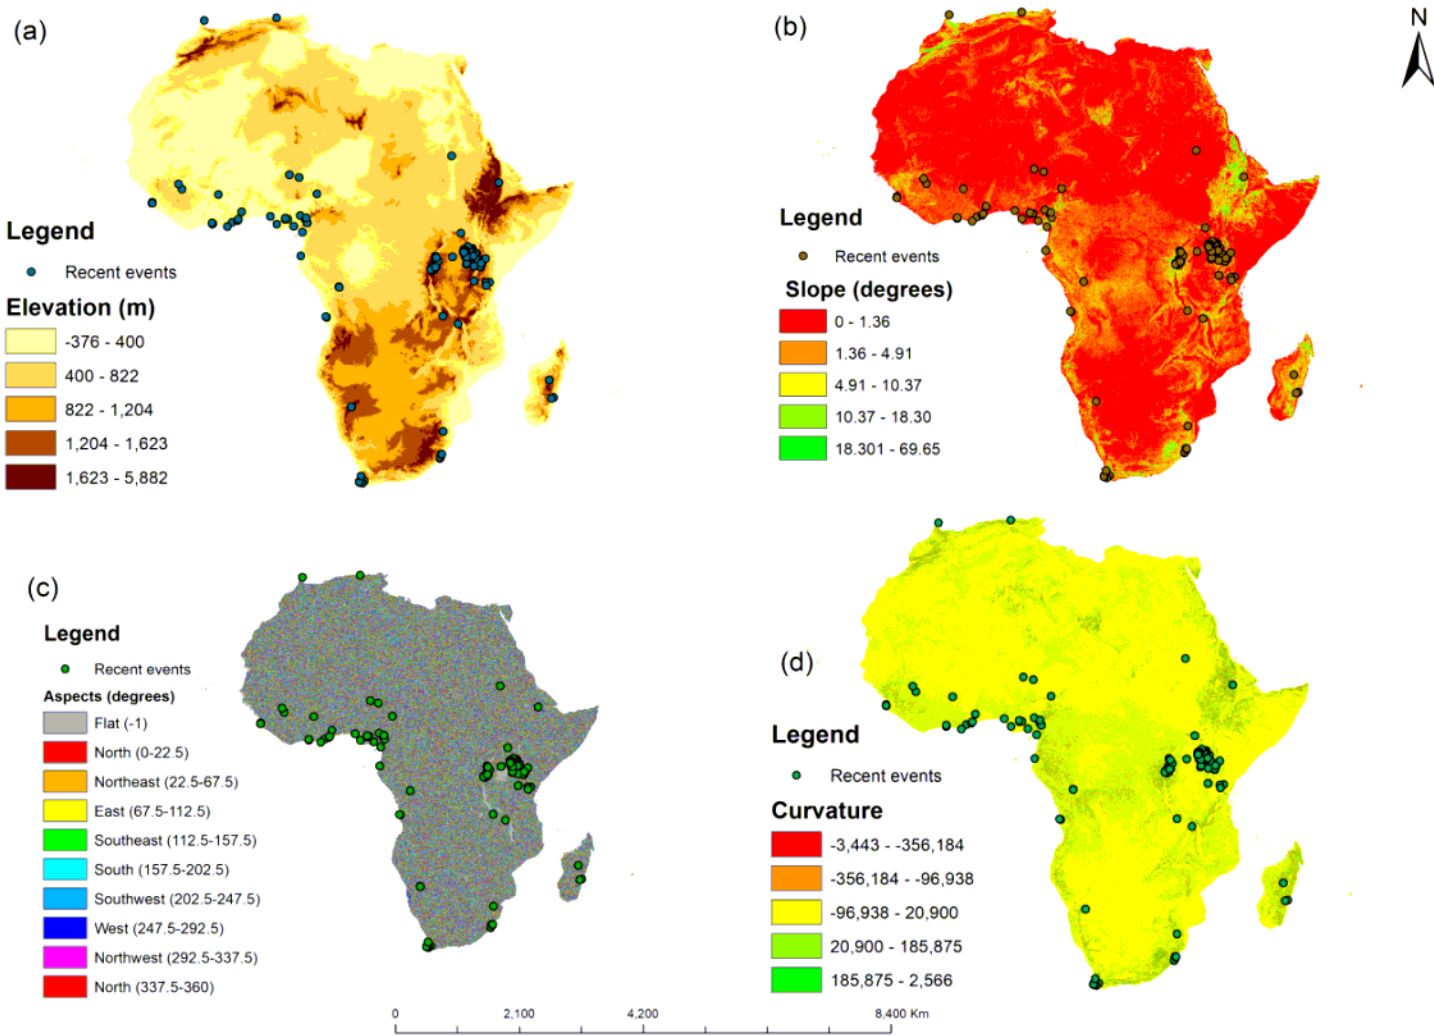 (a)
Legend
Recent events
Elevation (m)
-376 - 400
400 - 822
822 - 1,204
1,204 - 1,623
1,623 - 5,882
(b)
N
Legend
Recent events
Slope (degrees)
0 - 1.36
1.36 - 4.91
4.91 - 10.37
10.37 - 18.30
18.301 - 69.65
(c)
Legend
Recent events
Aspects (degrees)
Flat (-1)
North (0-22.5)
Northeast (22.5-67.5)
East (67.5-112.5)
Southeast (112.5-157.5)
South (157.5-202.5)
Southwest (202.5-247.5)
West (247.5-292.5)
Northwest (292.5-337.5)
North (337.5-360)
(d)
Legend
Recent events
Curvature
-3,443 - -356,184
-356,184 - -96,938
-96,938 - 20,900
20,900 - 185,875
185,875 - 2,566
0 2,100 4,200 8,400 Km